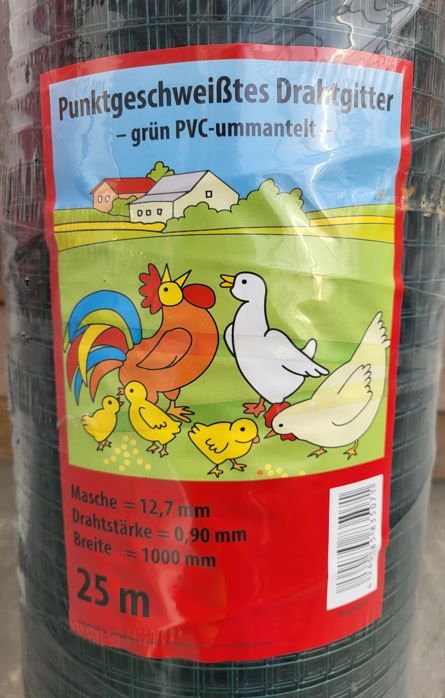 Punktgeschweißtes Drahtgitter
– grün PVC-ummantelt –
Masche = 12,7 mm
Drahtstärke = 0,90 mm
Breite = 1000 mm
25 m